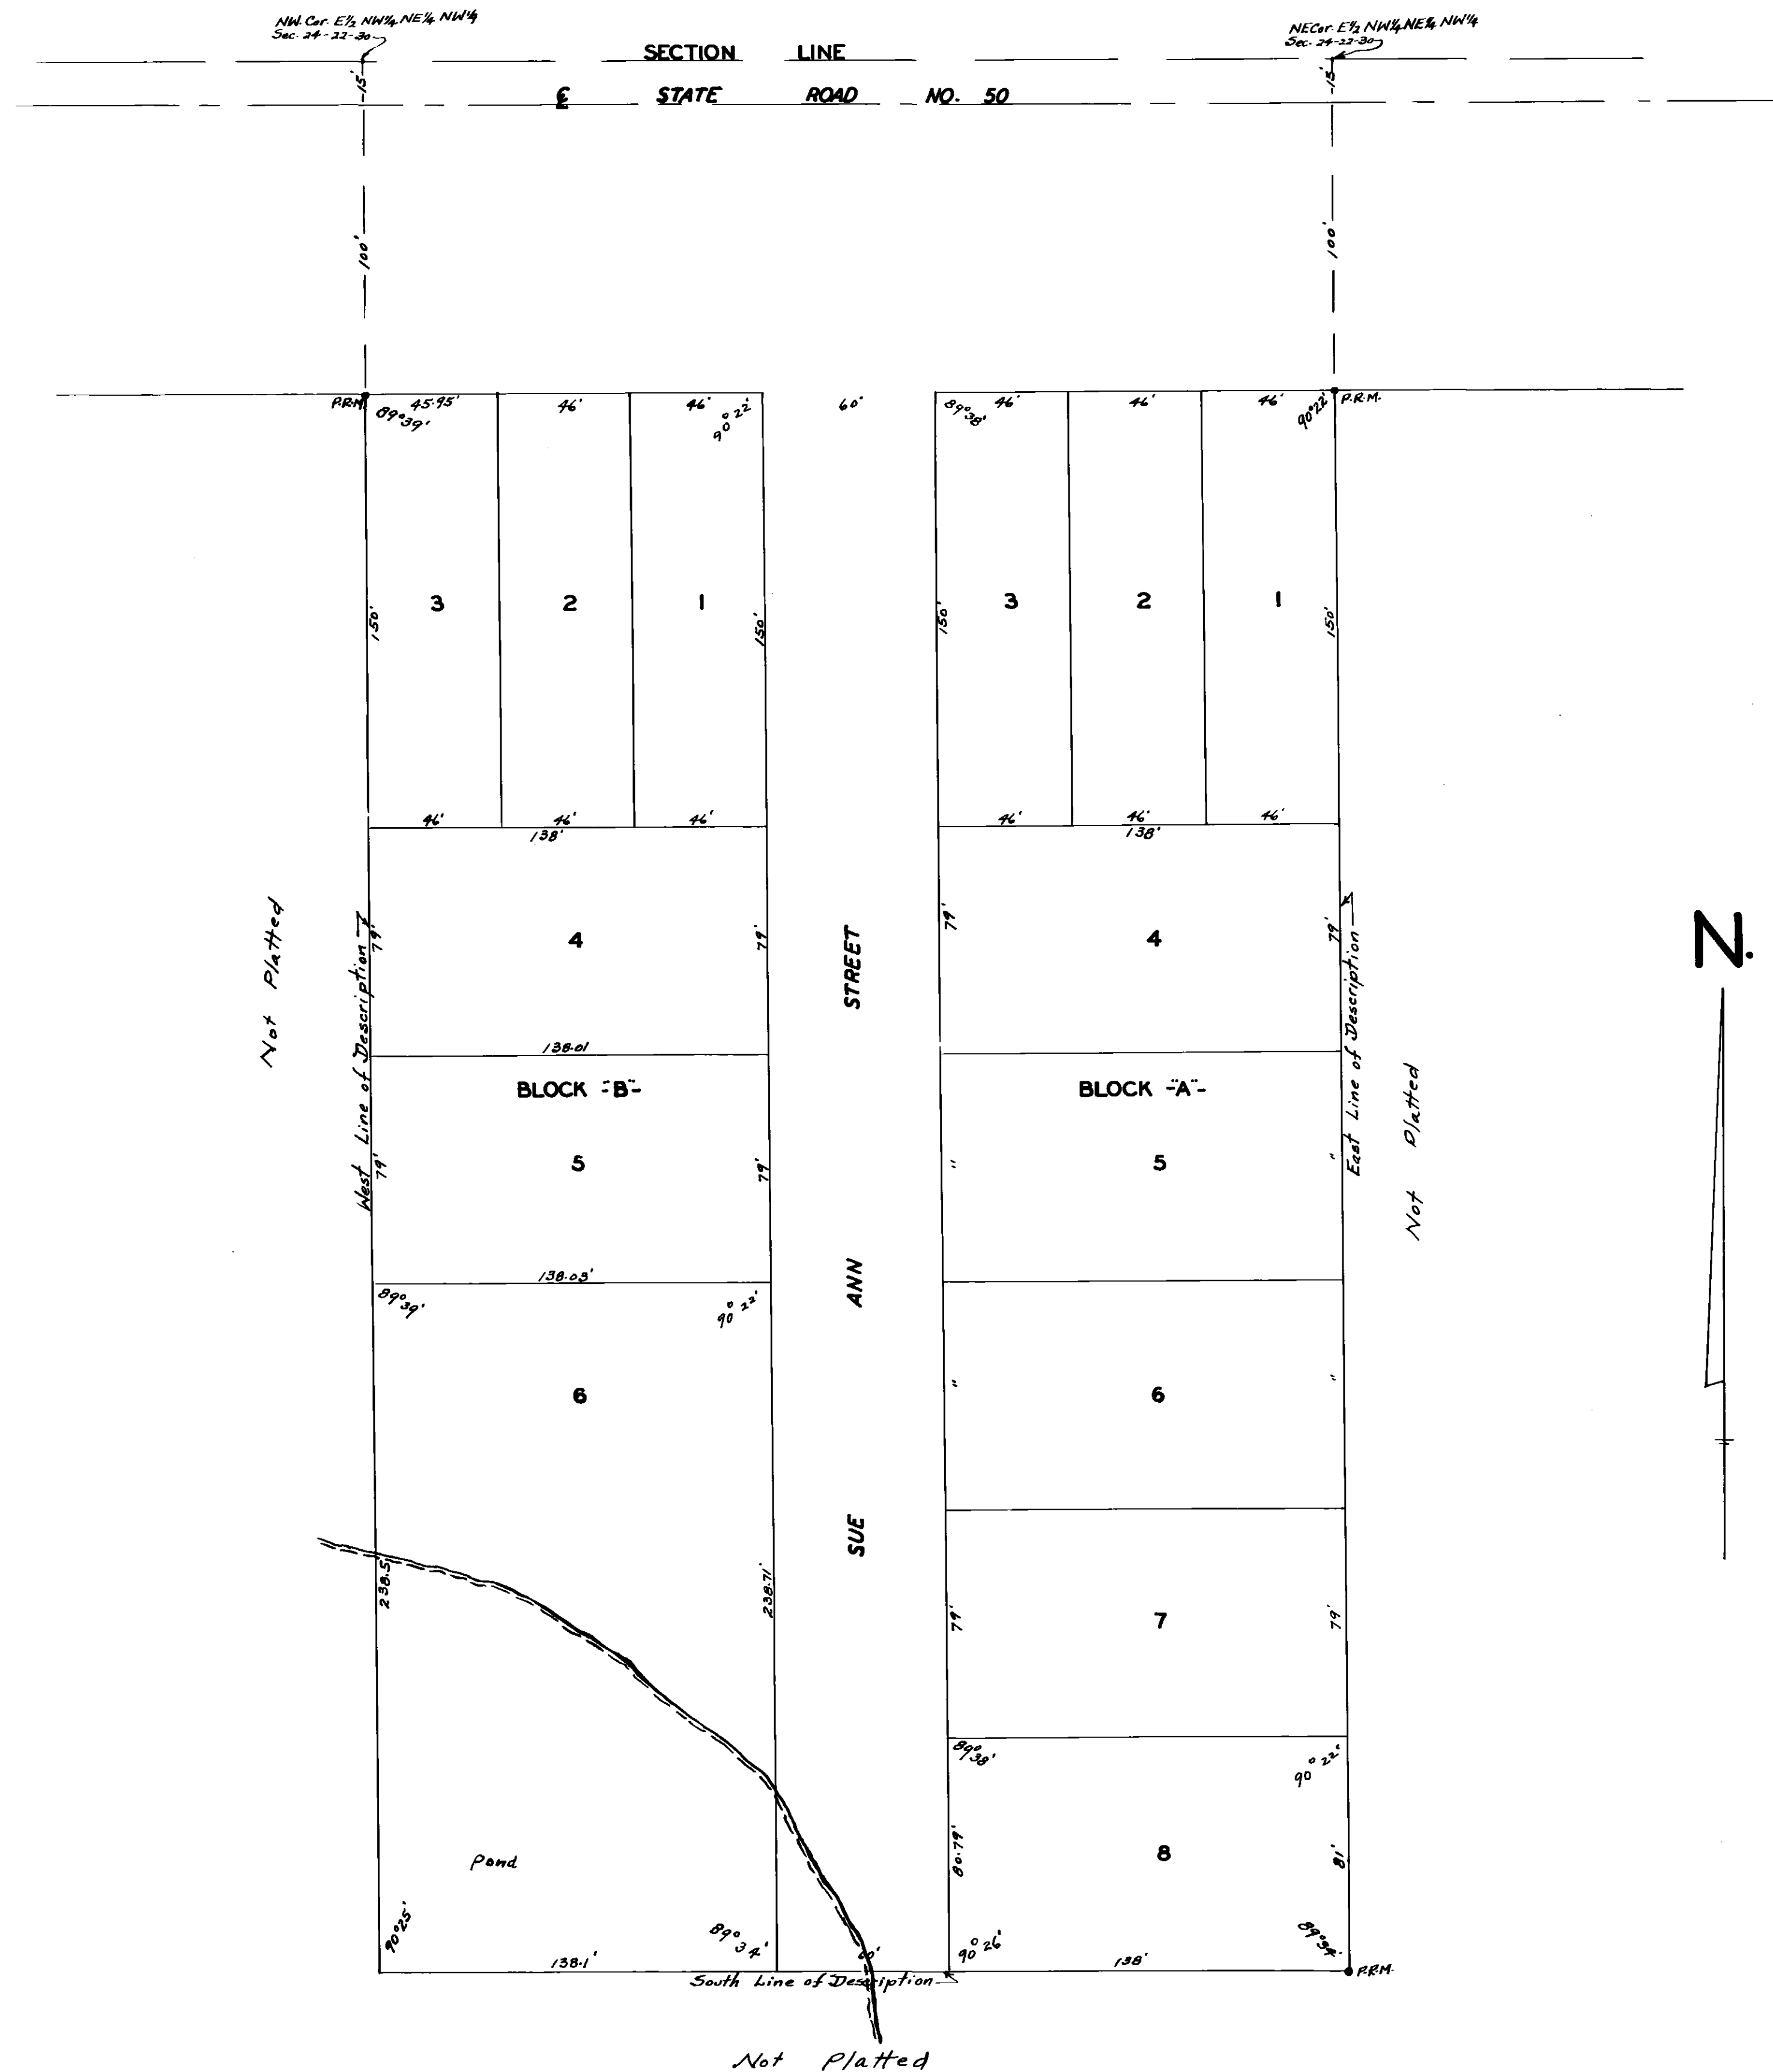 NW. Cor. E½ NW¼ NE¼ NW¼
Sec. 24-22-30
NE Cor. E½ NW¼ NE¼ NW¼
Sec. 24-22-30
SECTION LINE
15'
15'
℄ STATE ROAD NO. 50
100'
100'
P.R.M. 45.95' 46' 46' 60' 46' 46' 46' P.R.M.
89°39' 90°22' 89°38' 90°22'
150' 3 2 1 150' 150' 3 2 1 150'
46' 46' 46' 46' 46' 46'
138' 138'
Not Platted
West Line of Description
79' 4 79' 79' 4 79'
STREET
East Line of Description
N.
138.01
BLOCK -"B"- BLOCK -"A"-
Not Platted
79' 5 79' " 5 "
138.03'
ANN
89°39' 90°22'
6 " 6 "
SUE
238.5 238.71'
79' 7 79'
89°38' 90°22'
Pond 80.79' 8 81'
90°25' 89°34' 60' 90°26' 89°34'
138.1' 138'
South Line of Description P.R.M.
Not Platted